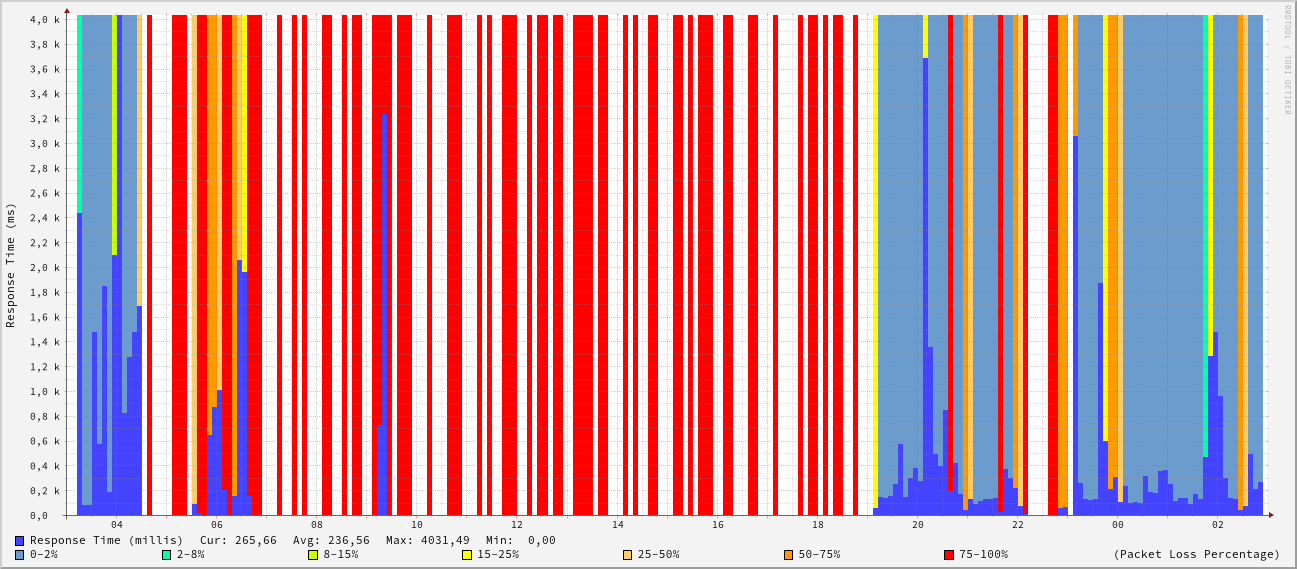 RRDTOOL / TOBI OETIKER
Response Time (ms)
4,0 k
3,8 k
3,6 k
3,4 k
3,2 k
3,0 k
2,8 k
2,6 k
2,4 k
2,2 k
2,0 k
1,8 k
1,6 k
1,4 k
1,2 k
1,0 k
0,8 k
0,6 k
0,4 k
0,2 k
0,0
04 06 08 10 12 14 16 18 20 22 00 02
Response Time (millis) Cur: 265,66 Avg: 236,56 Max: 4031,49 Min: 0,00
0-2% 2-8% 8-15% 15-25% 25-50% 50-75% 75-100% (Packet Loss Percentage)